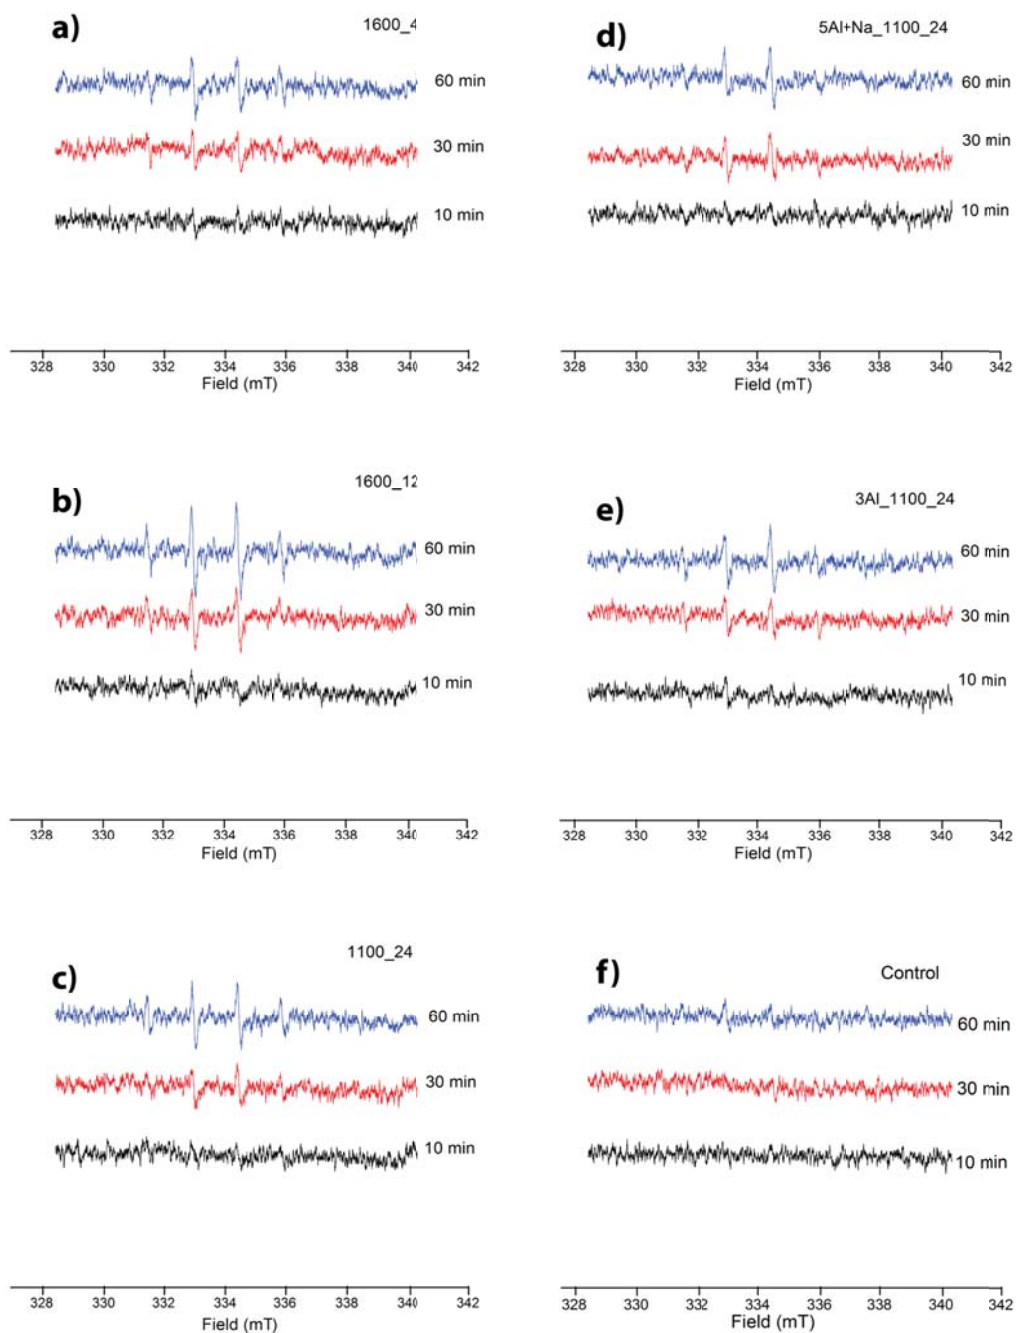 a)
1600_4
60 min
30 min
10 min
328 330 332 334 336 338 340 342
Field (mT)
d)
5Al+Na_1100_24
60 min
30 min
10 min
328 330 332 334 336 338 340 342
Field (mT)
b)
1600_12
60 min
30 min
10 min
328 330 332 334 336 338 340 342
Field (mT)
e)
3Al_1100_24
60 min
30 min
10 min
328 330 332 334 336 338 340 342
Field (mT)
c)
1100_24
60 min
30 min
10 min
328 330 332 334 336 338 340 342
Field (mT)
f)
Control
60 min
30 min
10 min
328 330 332 334 336 338 340 342
Field (mT)